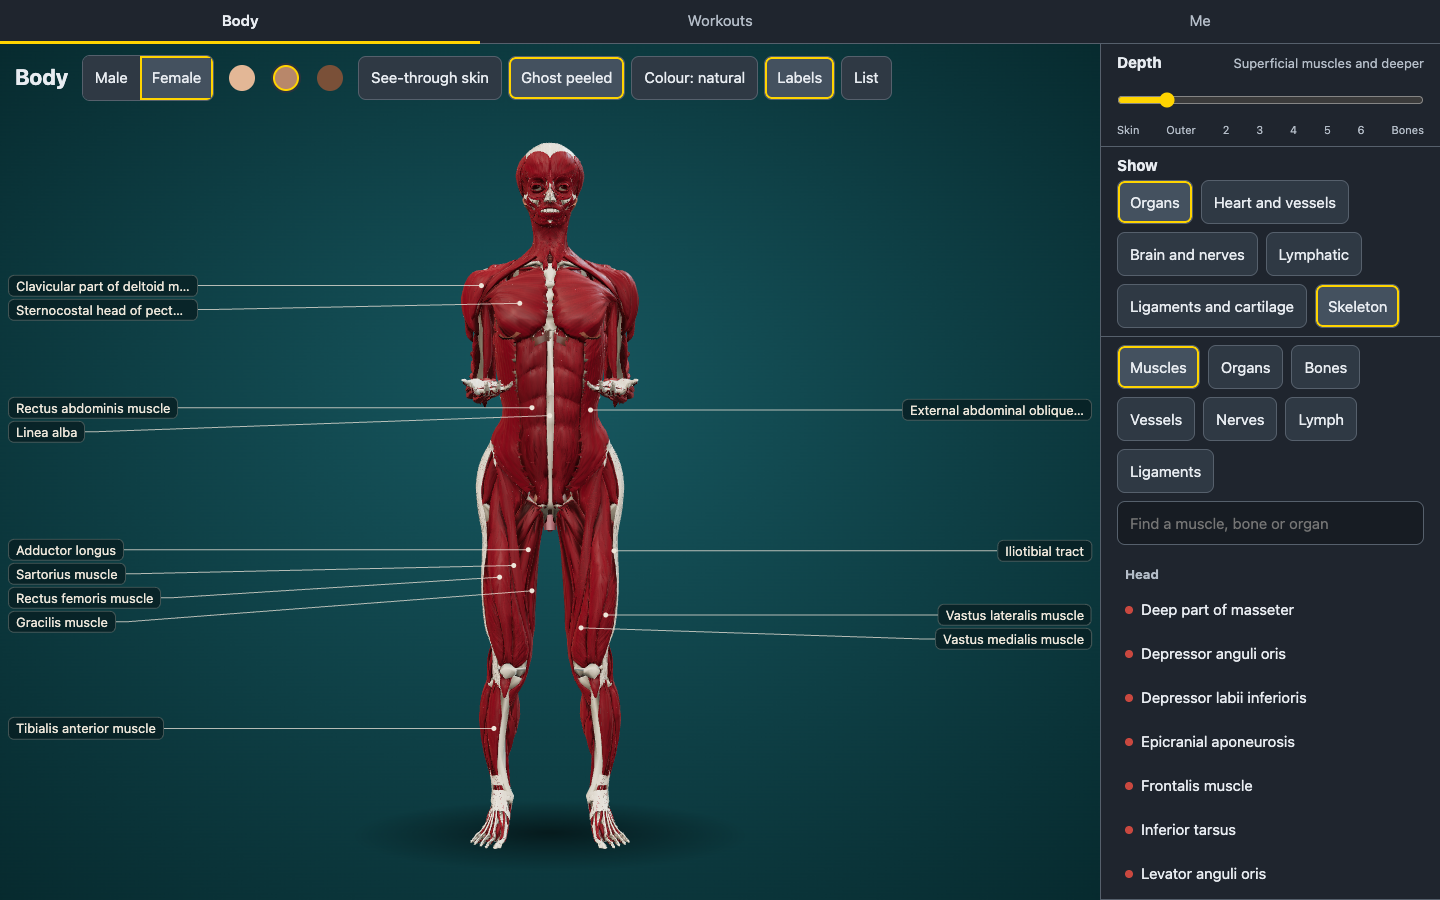 Body
Workouts
Me
Body
Male
Female
See-through skin
Ghost peeled
Colour: natural
Labels
List
Clavicular part of deltoid m...
Sternocostal head of pect...
Rectus abdominis muscle
Linea alba
Adductor longus
Sartorius muscle
Rectus femoris muscle
Gracilis muscle
Tibialis anterior muscle
External abdominal oblique...
Iliotibial tract
Vastus lateralis muscle
Vastus medialis muscle
Depth
Superficial muscles and deeper
Skin Outer 2 3 4 5 6 Bones
Show
Organs
Heart and vessels
Brain and nerves
Lymphatic
Ligaments and cartilage
Skeleton
Muscles
Organs
Bones
Vessels
Nerves
Lymph
Ligaments
Find a muscle, bone or organ
Head
Deep part of masseter
Depressor anguli oris
Depressor labii inferioris
Epicranial aponeurosis
Frontalis muscle
Inferior tarsus
Levator anguli oris